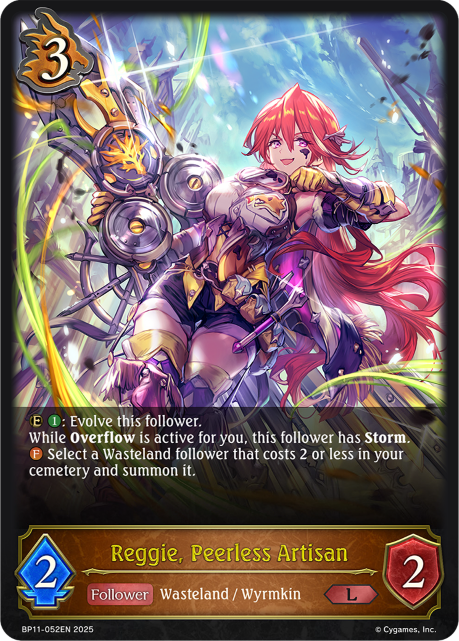 3
E 1: Evolve this follower.
While Overflow is active for you, this follower has Storm.
F Select a Wasteland follower that costs 2 or less in your
cemetery and summon it.
Reggie, Peerless Artisan
2
Follower Wasteland / Wyrmkin L
2
BP11-052EN 2025
© Cygames, Inc.